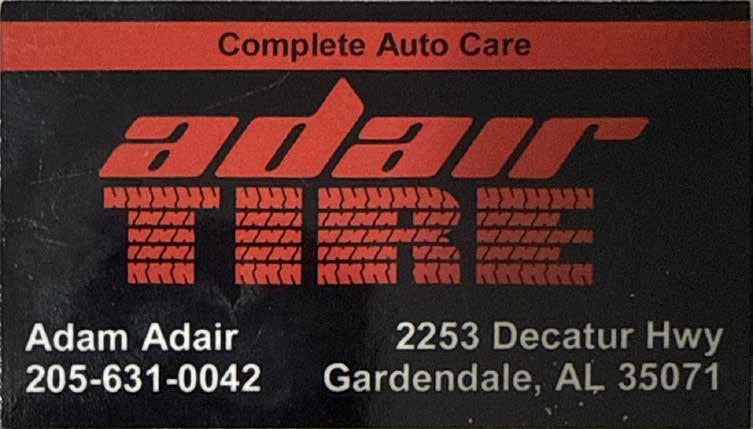 Complete Auto Care
adair
TIRE
Adam Adair
2253 Decatur Hwy
205-631-0042
Gardendale, AL 35071